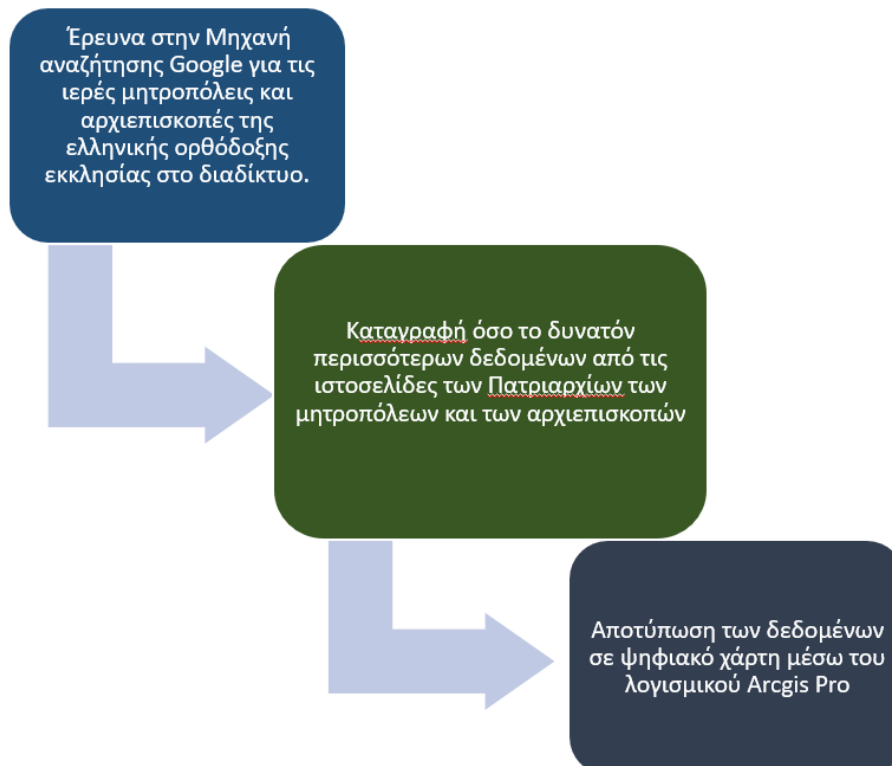 Έρευνα στην Μηχανή
αναζήτησης Google για τις
ιερές μητροπόλεις και
αρχιεπισκοπές της
ελληνικής ορθόδοξης
εκκλησίας στο διαδίκτυο.
Καταγραφή όσο το δυνατόν
περισσότερων δεδομένων από τις
ιστοσελίδες των Πατριαρχίων των
μητροπόλεων και των αρχιεπισκοπών
Αποτύπωση των δεδομένων
σε ψηφιακό χάρτη μέσω του
λογισμικού Arcgis Pro